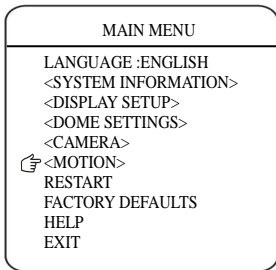 MAIN MENU
LANGUAGE :ENGLISH
<SYSTEM INFORMATION>
<DISPLAY SETUP>
<DOME SETTINGS>
<CAMERA>
<MOTION>
RESTART
FACTORY DEFAULTS
HELP
EXIT